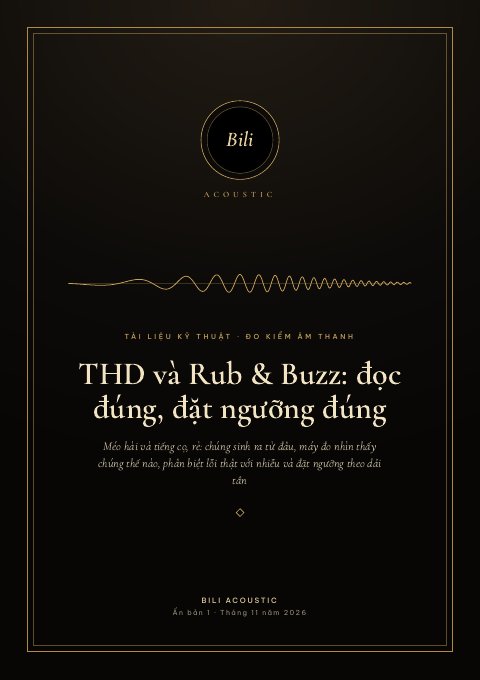 Bili
ACOUSTIC
TÀI LIỆU KỸ THUẬT · ĐO KIỂM ÂM THANH
THD và Rub & Buzz: đọc
đúng, đặt ngưỡng đúng
Méo hài và tiếng cọ, rè: chúng sinh ra từ đâu, máy đo nhìn thấy
chúng thế nào, phân biệt lỗi thật với nhiễu và đặt ngưỡng theo dải
tần
BILI ACOUSTIC
Ấn bản 1 · Tháng 11 năm 2026